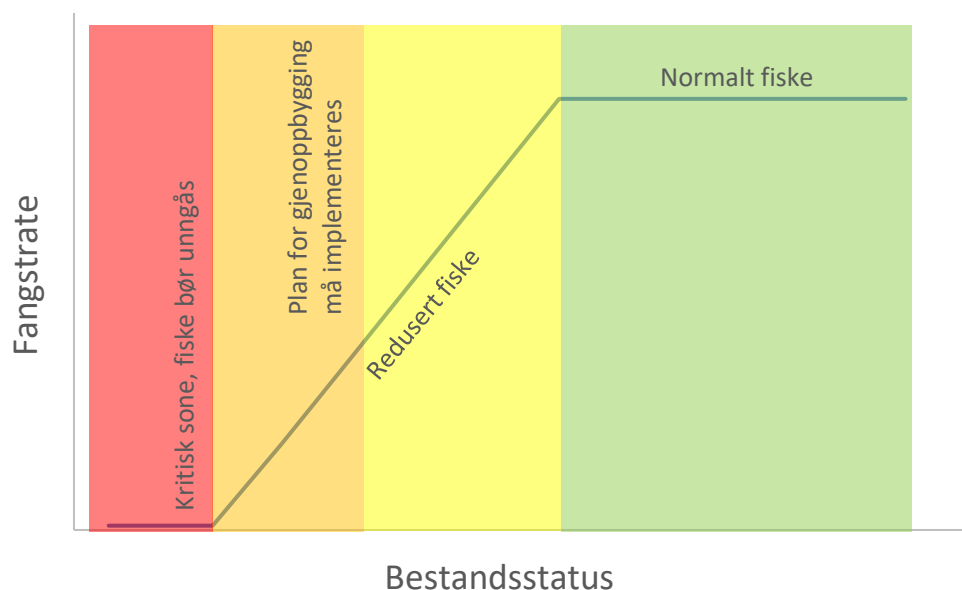 Fangstrate
Kritisk sone, fiske bør unngås
Plan for gjenoppbygging
må implementeres
Redusert fiske
Normalt fiske
Bestandsstatus